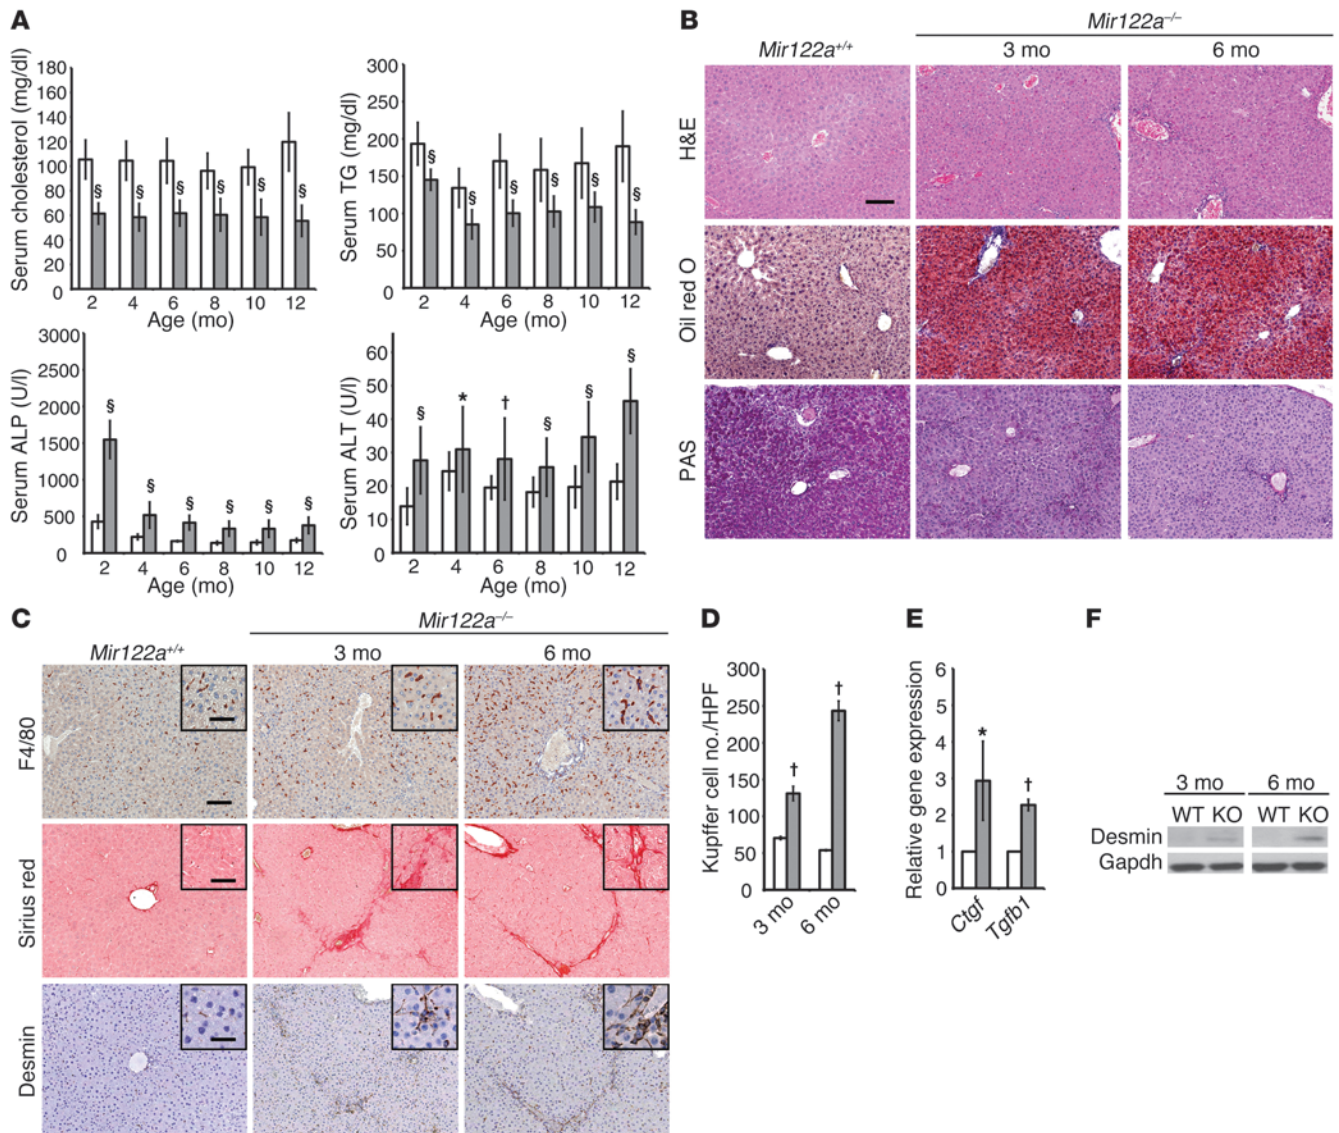 A
Serum cholesterol (mg/dl)
180
160
140
120
100
80
60
40
20
0
§ § § § § §
2 4 6 8 10 12
Age (mo)
Serum TG (mg/dl)
300
250
200
150
100
50
0
§ § § § § §
2 4 6 8 10 12
Age (mo)
Serum ALP (U/l)
3000
2500
2000
1500
1000
500
0
§ § § § § §
2 4 6 8 10 12
Age (mo)
Serum ALT (U/l)
60
50
40
30
20
10
0
§ * † § § §
2 4 6 8 10 12
Age (mo)
B
Mir122a–/–
Mir122a+/+ 3 mo 6 mo
H&E
Oil red O
PAS
C
Mir122a–/–
Mir122a+/+ 3 mo 6 mo
F4/80
Sirius red
Desmin
D
Kupffer cell no./HPF
300
250
200
150
100
50
0
† †
3 mo 6 mo
E
Relative gene expression
6
5
4
3
2
1
0
* †
Ctgf Tgfb1
F
3 mo 6 mo
WT KO WT KO
Desmin
Gapdh